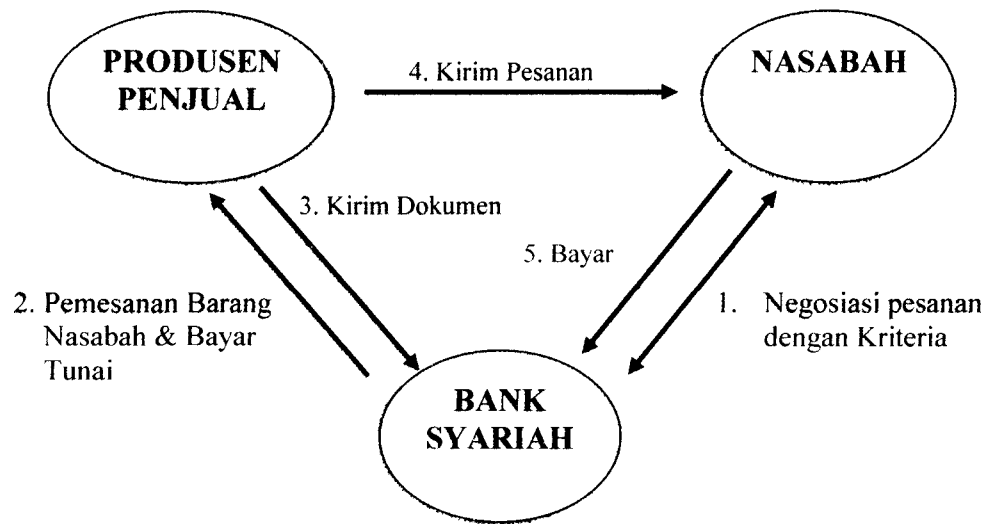 PRODUSEN
PENJUAL
4. Kirim Pesanan
NASABAH
3. Kirim Dokumen
5. Bayar
2. Pemesanan Barang
Nasabah & Bayar
Tunai
1. Negosiasi pesanan
dengan Kriteria
BANK
SYARIAH